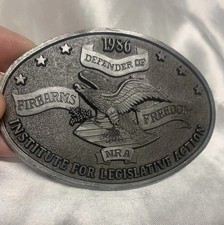 1986
DEFENDER OF
FIREARMS
FREEDOM
NRA
INSTITUTE FOR LEGISLATIVE ACTION